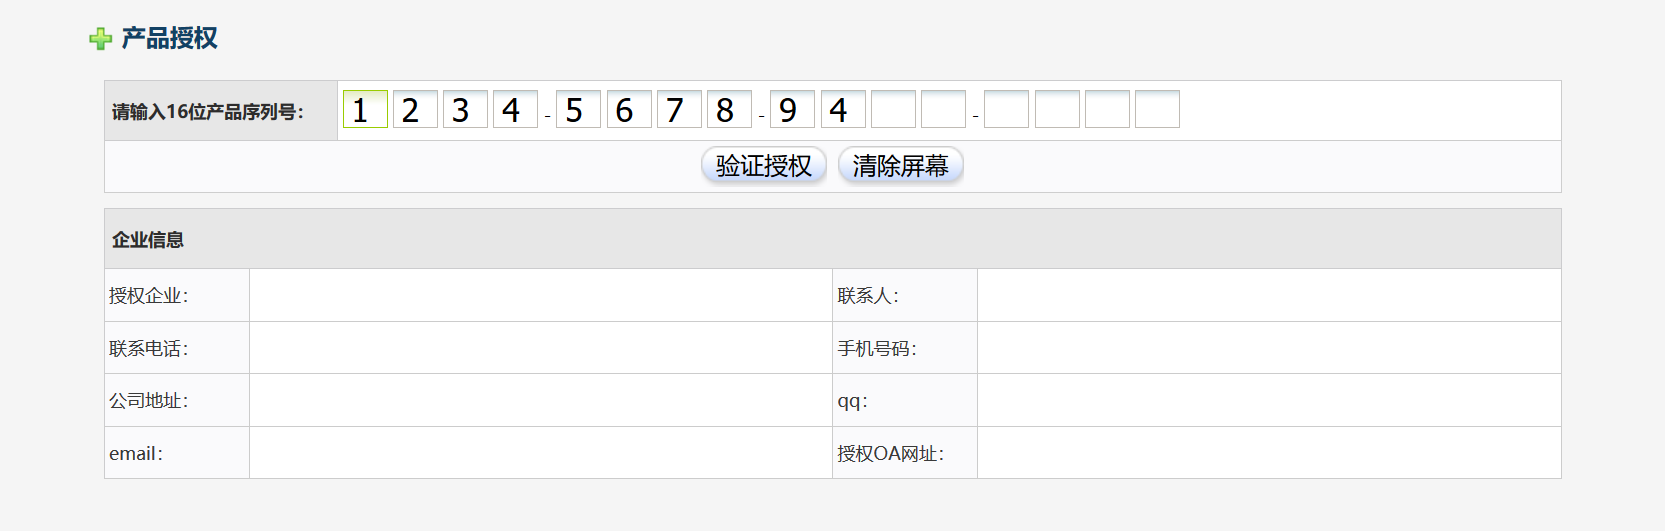 产品授权
请输入16位产品序列号： 1 2 3 4 - 5 6 7 8 - 9 4 -
验证授权 清除屏幕
企业信息
授权企业： 联系人：
联系电话： 手机号码：
公司地址： qq：
email： 授权OA网址：